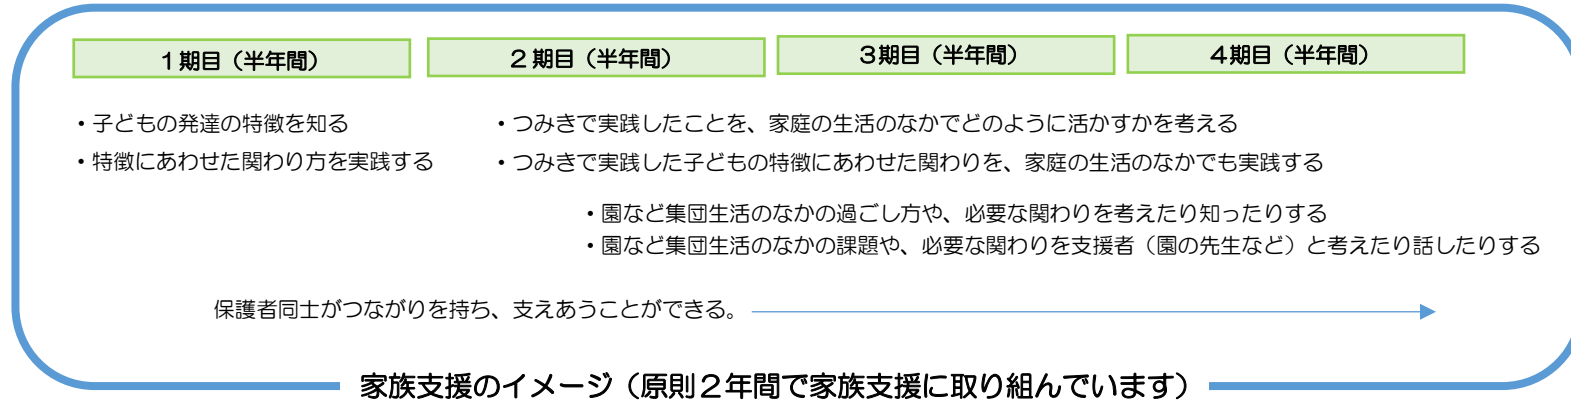 １期目（半年間）
２期目（半年間）
３期目（半年間）
４期目（半年間）
・子どもの発達の特徴を知る
・特徴にあわせた関わり方を実践する
・つみきで実践したことを、家庭の生活のなかでどのように活かすかを考える
・つみきで実践した子どもの特徴にあわせた関わりを、家庭の生活のなかでも実践する
・園など集団生活のなかの過ごし方や、必要な関わりを考えたり知ったりする
・園など集団生活のなかの課題や、必要な関わりを支援者（園の先生など）と考えたり話したりする
保護者同士がつながりを持ち、支えあうことができる。
家族支援のイメージ（原則２年間で家族支援に取り組んでいます）